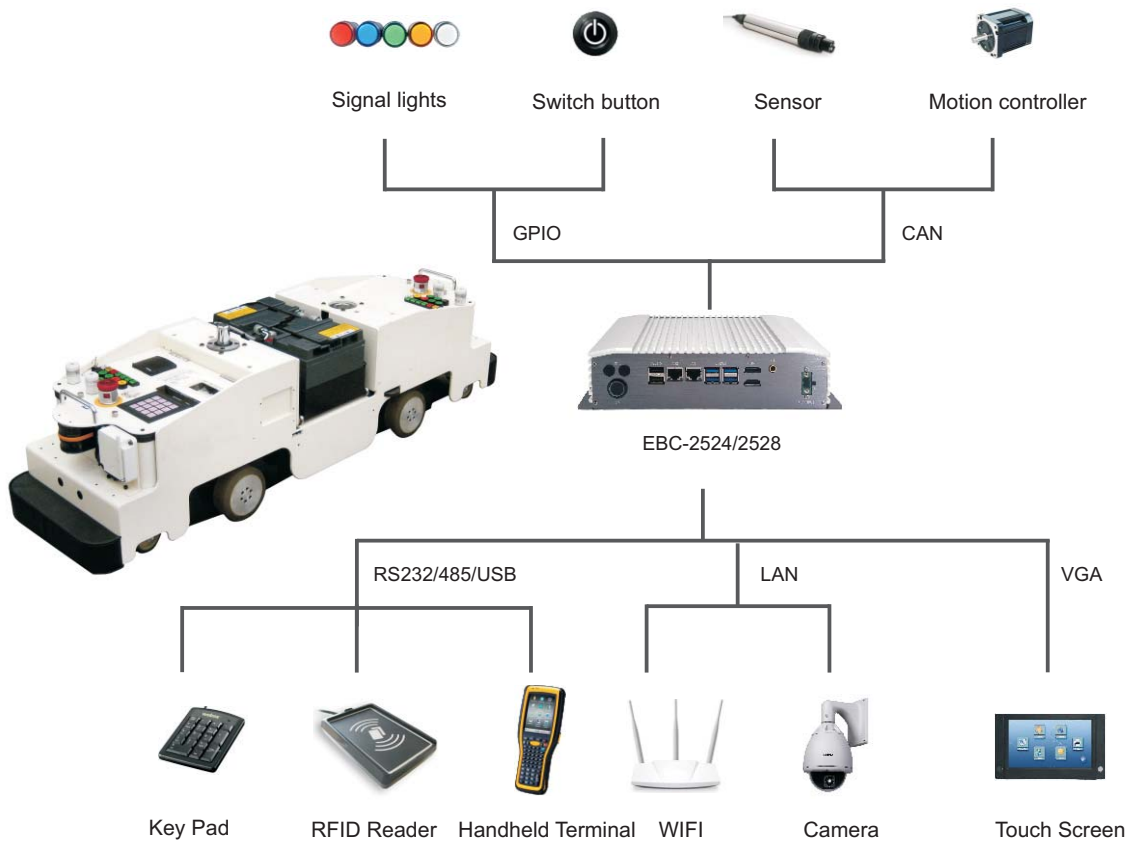 Signal lights
Switch button
Sensor
Motion controller
GPIO
CAN
EBC-2524/2528
RS232/485/USB
LAN
VGA
Key Pad
RFID Reader
Handheld Terminal
WIFI
Camera
Touch Screen